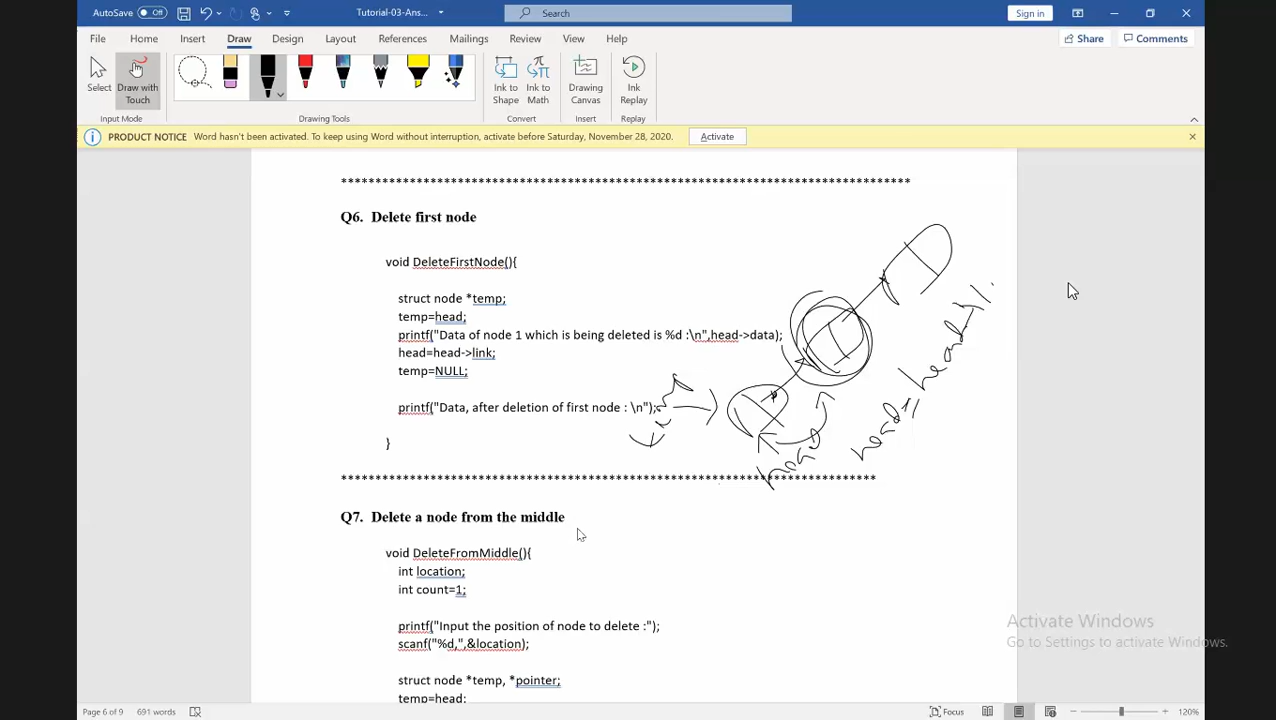 AutoSave Off Tutorial-03-Ans... Search Sign in
File Home Insert Draw Design Layout References Mailings Review View Help Share Comments
Select Draw with Touch Ink to Shape Ink to Math Drawing Canvas Ink Replay
Input Mode Drawing Tools Convert Insert Replay
PRODUCT NOTICE Word hasn't been activated. To keep using Word without interruption, activate before Saturday, November 28, 2020. Activate
*********************************************************************************
Q6. Delete first node
void DeleteFirstNode(){
struct node *temp;
temp=head;
printf("Data of node 1 which is being deleted is %d :\n",head->data);
head=head->link;
temp=NULL;
printf("Data, after deletion of first node : \n");
}
head
head = head
****************************************************************************
Q7. Delete a node from the middle
void DeleteFromMiddle(){
int location;
int count=1;
printf("Input the position of node to delete :");
scanf("%d,",&location);
struct node *temp, *pointer;
temp=head;
Activate Windows
Go to Settings to activate Windows.
Page 6 of 9 691 words Focus 120%